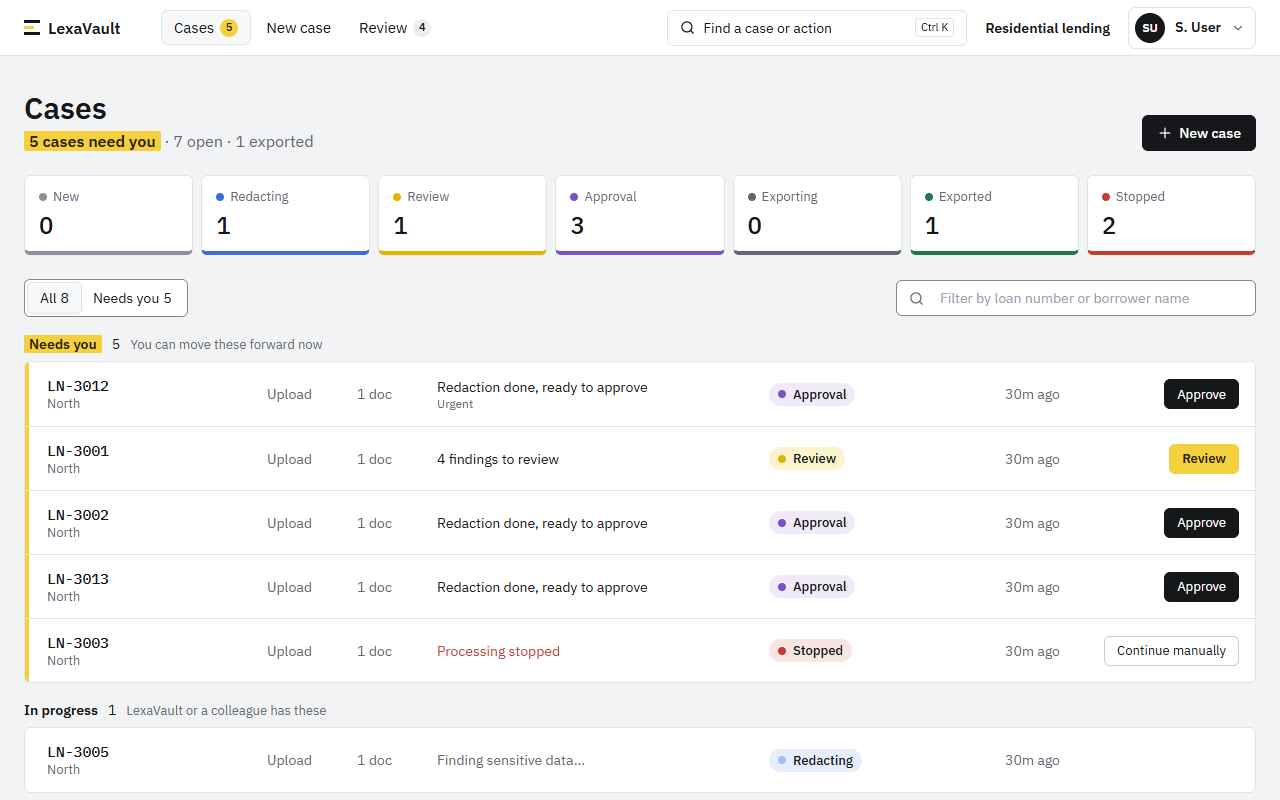 LexaVault
Cases 5
New case
Review 4
Find a case or action Ctrl K
Residential lending
SU S. User
Cases
5 cases need you · 7 open · 1 exported
New case
New
0
Redacting
1
Review
1
Approval
3
Exporting
0
Exported
1
Stopped
2
All 8 Needs you 5
Filter by loan number or borrower name
Needs you 5 You can move these forward now
LN-3012
North
Upload 1 doc
Redaction done, ready to approve
Urgent
Approval 30m ago Approve
LN-3001
North
Upload 1 doc 4 findings to review Review 30m ago Review
LN-3002
North
Upload 1 doc Redaction done, ready to approve Approval 30m ago Approve
LN-3013
North
Upload 1 doc Redaction done, ready to approve Approval 30m ago Approve
LN-3003
North
Upload 1 doc Processing stopped Stopped 30m ago Continue manually
In progress 1 LexaVault or a colleague has these
LN-3005
North
Upload 1 doc Finding sensitive data... Redacting 30m ago